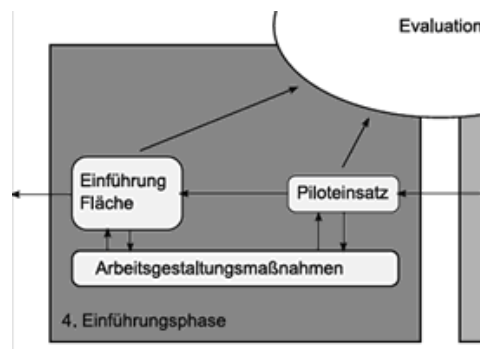 Evaluation
Einführung
Fläche
Piloteinsatz
Arbeitsgestaltungsmaßnahmen
4. Einführungsphase